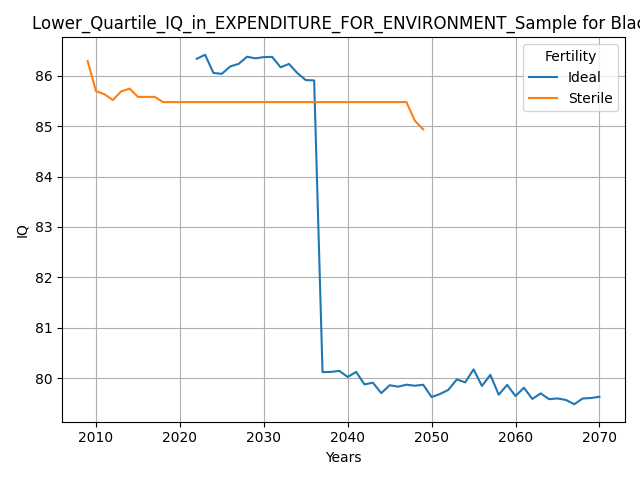 Lower_Quartile_IQ_in_EXPENDITURE_FOR_ENVIRONMENT_Sample for Blac
Fertility
Ideal
Sterile
IQ
86
85
84
83
82
81
80
2010 2020 2030 2040 2050 2060 2070
Years